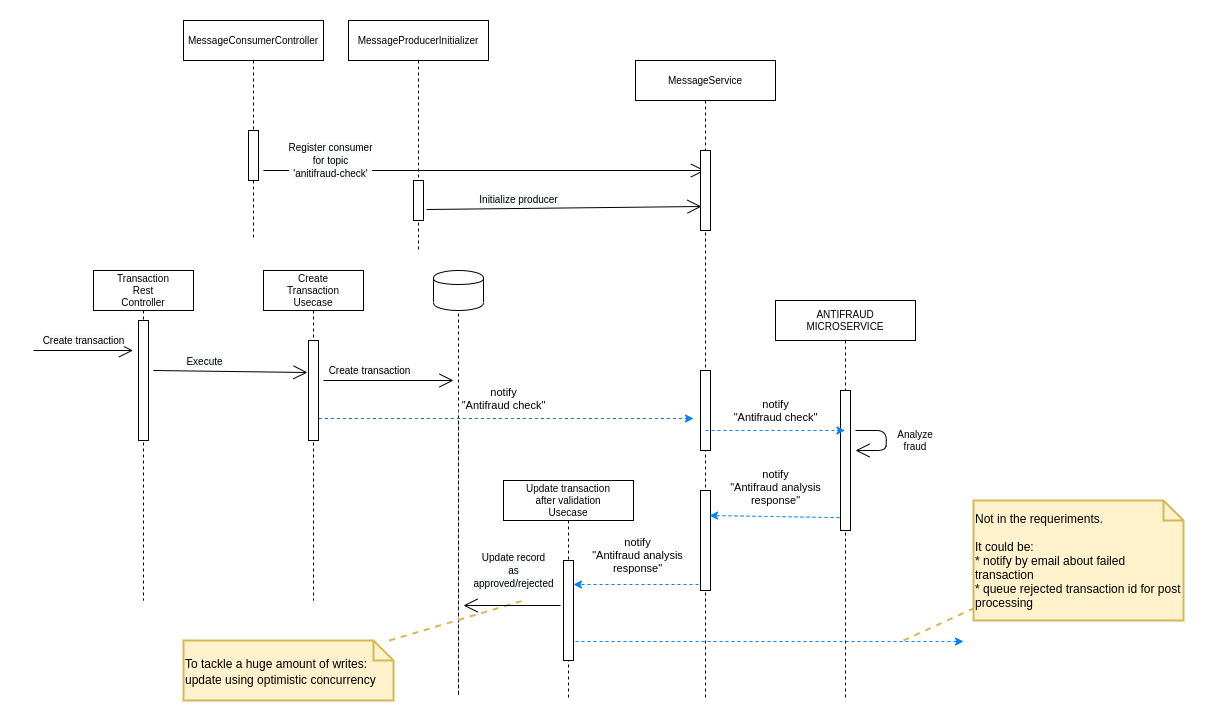 MessageConsumerController
MessageProducerInitializer
MessageService
Register consumer
for topic
'anitifraud-check'
Initialize producer
Transaction
Rest
Controller
Create
Transaction
Usecase
ANTIFRAUD
MICROSERVICE
Create transaction
Execute
Create transaction
notify
"Antifraud check"
notify
"Antifraud check"
Analyze
fraud
notify
"Antifraud analysis
response"
Update transaction
after validation
Usecase
notify
"Antifraud analysis
response"
Update record
as
approved/rejected
Not in the requeriments.
It could be:
* notify by email about failed
transaction
* queue rejected transaction id for post
processing
To tackle a huge amount of writes:
update using optimistic concurrency